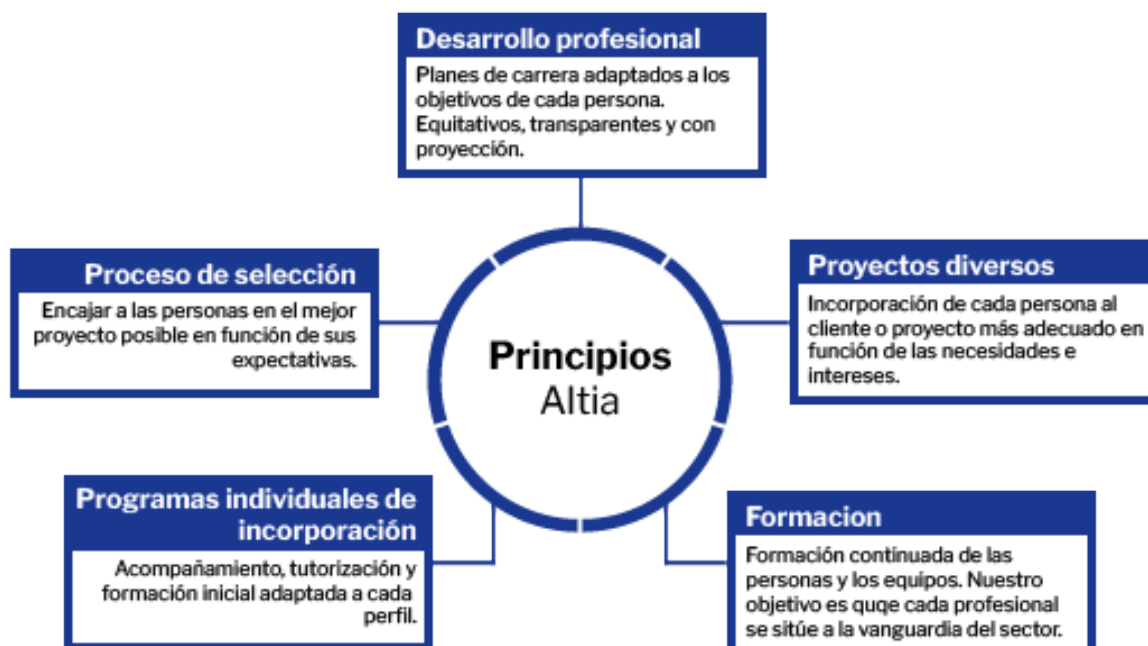 Desarrollo profesional
Planes de carrera adaptados a los
objetivos de cada persona.
Equitativos, transparentes y con
proyección.
Proceso de selección
Encajar a las personas en el mejor
proyecto posible en función de sus
expectativas.
Proyectos diversos
Incorporación de cada persona al
cliente o proyecto más adecuado en
función de las necesidades e
intereses.
Principios
Altia
Programas individuales de
incorporación
Acompañamiento, tutorización y
formación inicial adaptada a cada
perfil.
Formacion
Formación continuada de las
personas y los equipos. Nuestro
objetivo es quqe cada profesional
se sitúe a la vanguardia del sector.